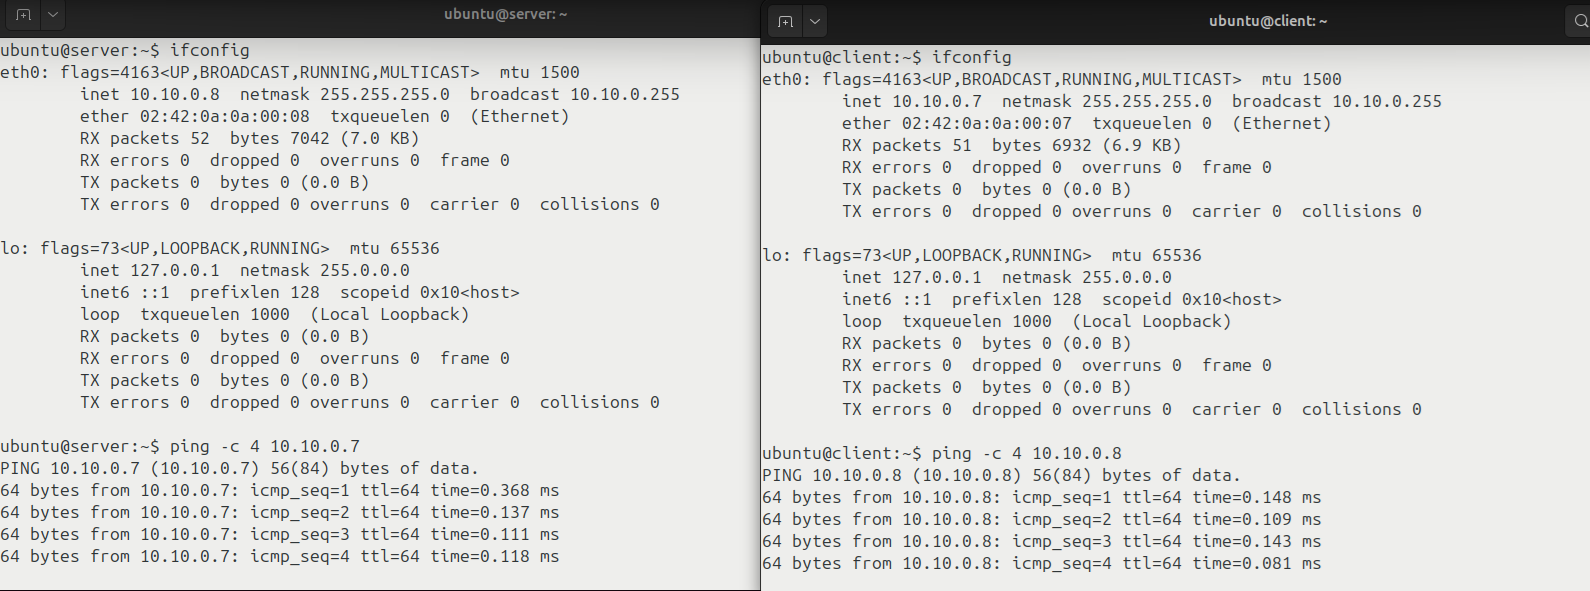 ubuntu@server: ~
ubuntu@server:~$ ifconfig
eth0: flags=4163<UP,BROADCAST,RUNNING,MULTICAST>  mtu 1500
        inet 10.10.0.8  netmask 255.255.255.0  broadcast 10.10.0.255
        ether 02:42:0a:0a:00:08  txqueuelen 0  (Ethernet)
        RX packets 52  bytes 7042 (7.0 KB)
        RX errors 0  dropped 0  overruns 0  frame 0
        TX packets 0  bytes 0 (0.0 B)
        TX errors 0  dropped 0 overruns 0  carrier 0  collisions 0

lo: flags=73<UP,LOOPBACK,RUNNING>  mtu 65536
        inet 127.0.0.1  netmask 255.0.0.0
        inet6 ::1  prefixlen 128  scopeid 0x10<host>
        loop  txqueuelen 1000  (Local Loopback)
        RX packets 0  bytes 0 (0.0 B)
        RX errors 0  dropped 0  overruns 0  frame 0
        TX packets 0  bytes 0 (0.0 B)
        TX errors 0  dropped 0 overruns 0  carrier 0  collisions 0

ubuntu@server:~$ ping -c 4 10.10.0.7
PING 10.10.0.7 (10.10.0.7) 56(84) bytes of data.
64 bytes from 10.10.0.7: icmp_seq=1 ttl=64 time=0.368 ms
64 bytes from 10.10.0.7: icmp_seq=2 ttl=64 time=0.137 ms
64 bytes from 10.10.0.7: icmp_seq=3 ttl=64 time=0.111 ms
64 bytes from 10.10.0.7: icmp_seq=4 ttl=64 time=0.118 ms
ubuntu@client: ~
ubuntu@client:~$ ifconfig
eth0: flags=4163<UP,BROADCAST,RUNNING,MULTICAST>  mtu 1500
        inet 10.10.0.7  netmask 255.255.255.0  broadcast 10.10.0.255
        ether 02:42:0a:0a:00:07  txqueuelen 0  (Ethernet)
        RX packets 51  bytes 6932 (6.9 KB)
        RX errors 0  dropped 0  overruns 0  frame 0
        TX packets 0  bytes 0 (0.0 B)
        TX errors 0  dropped 0 overruns 0  carrier 0  collisions 0

lo: flags=73<UP,LOOPBACK,RUNNING>  mtu 65536
        inet 127.0.0.1  netmask 255.0.0.0
        inet6 ::1  prefixlen 128  scopeid 0x10<host>
        loop  txqueuelen 1000  (Local Loopback)
        RX packets 0  bytes 0 (0.0 B)
        RX errors 0  dropped 0  overruns 0  frame 0
        TX packets 0  bytes 0 (0.0 B)
        TX errors 0  dropped 0 overruns 0  carrier 0  collisions 0

ubuntu@client:~$ ping -c 4 10.10.0.8
PING 10.10.0.8 (10.10.0.8) 56(84) bytes of data.
64 bytes from 10.10.0.8: icmp_seq=1 ttl=64 time=0.148 ms
64 bytes from 10.10.0.8: icmp_seq=2 ttl=64 time=0.109 ms
64 bytes from 10.10.0.8: icmp_seq=3 ttl=64 time=0.143 ms
64 bytes from 10.10.0.8: icmp_seq=4 ttl=64 time=0.081 ms